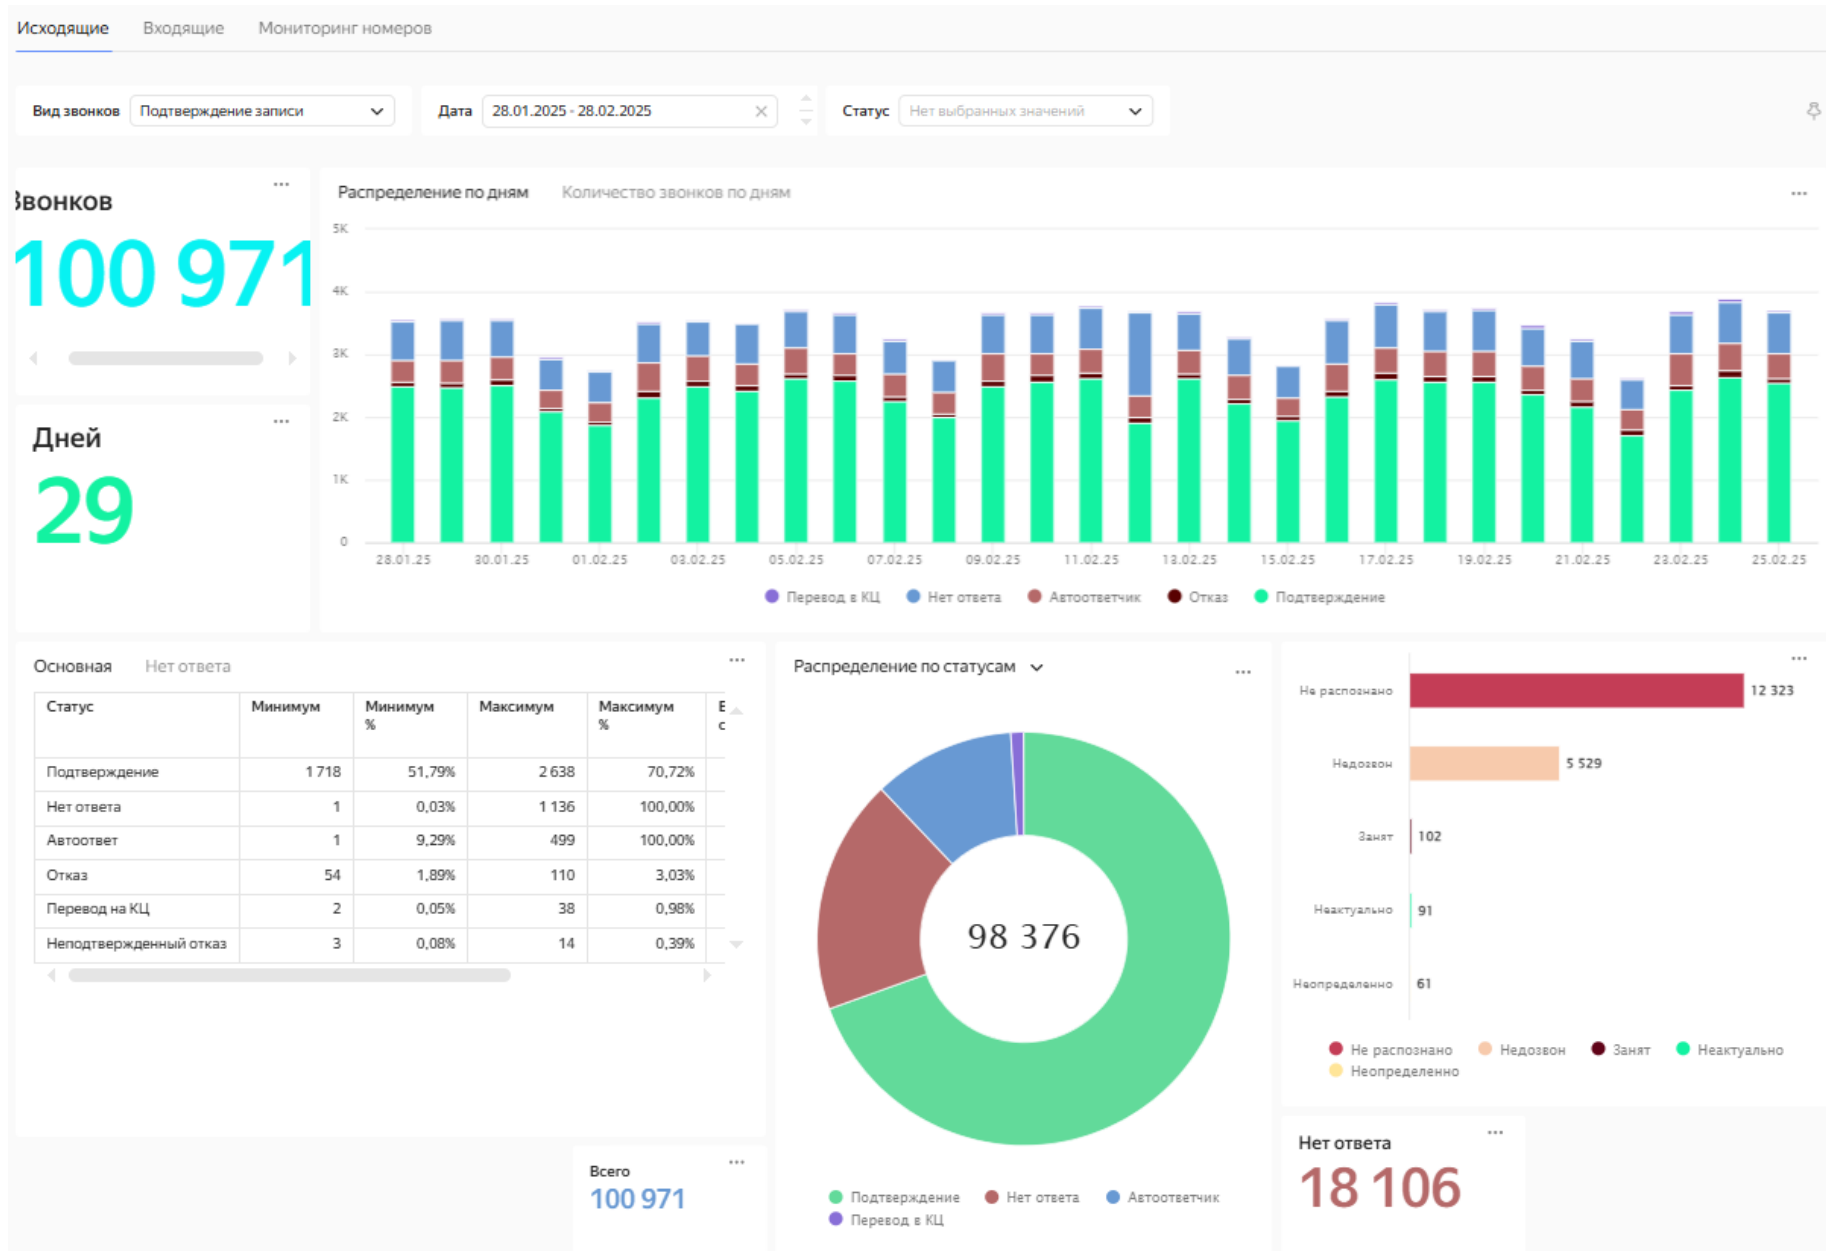 Исходящие Входящие Мониторинг номеров
Вид звонков Подтверждение записи Дата 28.01.2025 - 28.02.2025 Статус Нет выбранных значений
Звонков
100 971
Дней
29
Распределение по дням Количество звонков по дням
5K
4K
3K
2K
1K
0
28.01.25 30.01.25 01.02.25 03.02.25 05.02.25 07.02.25 09.02.25 11.02.25 13.02.25 15.02.25 17.02.25 19.02.25 21.02.25 23.02.25 25.02.25
Перевод в КЦ Нет ответа Автоответчик Отказ Подтверждение
Основная Нет ответа
Статус Минимум Минимум % Максимум Максимум %
Подтверждение 1 718 51,79% 2 638 70,72%
Нет ответа 1 0,03% 1 136 100,00%
Автоответ 1 9,29% 499 100,00%
Отказ 54 1,89% 110 3,03%
Перевод на КЦ 2 0,05% 38 0,98%
Неподтвержденный отказ 3 0,08% 14 0,39%
Всего
100 971
Распределение по статусам
98 376
Подтверждение Нет ответа Автоответчик
Перевод в КЦ
Не распознано 12 323
Недозвон 5 529
Занят 102
Неактуально 91
Неопределенно 61
Не распознано Недозвон Занят Неактуально
Неопределенно
Нет ответа
18 106